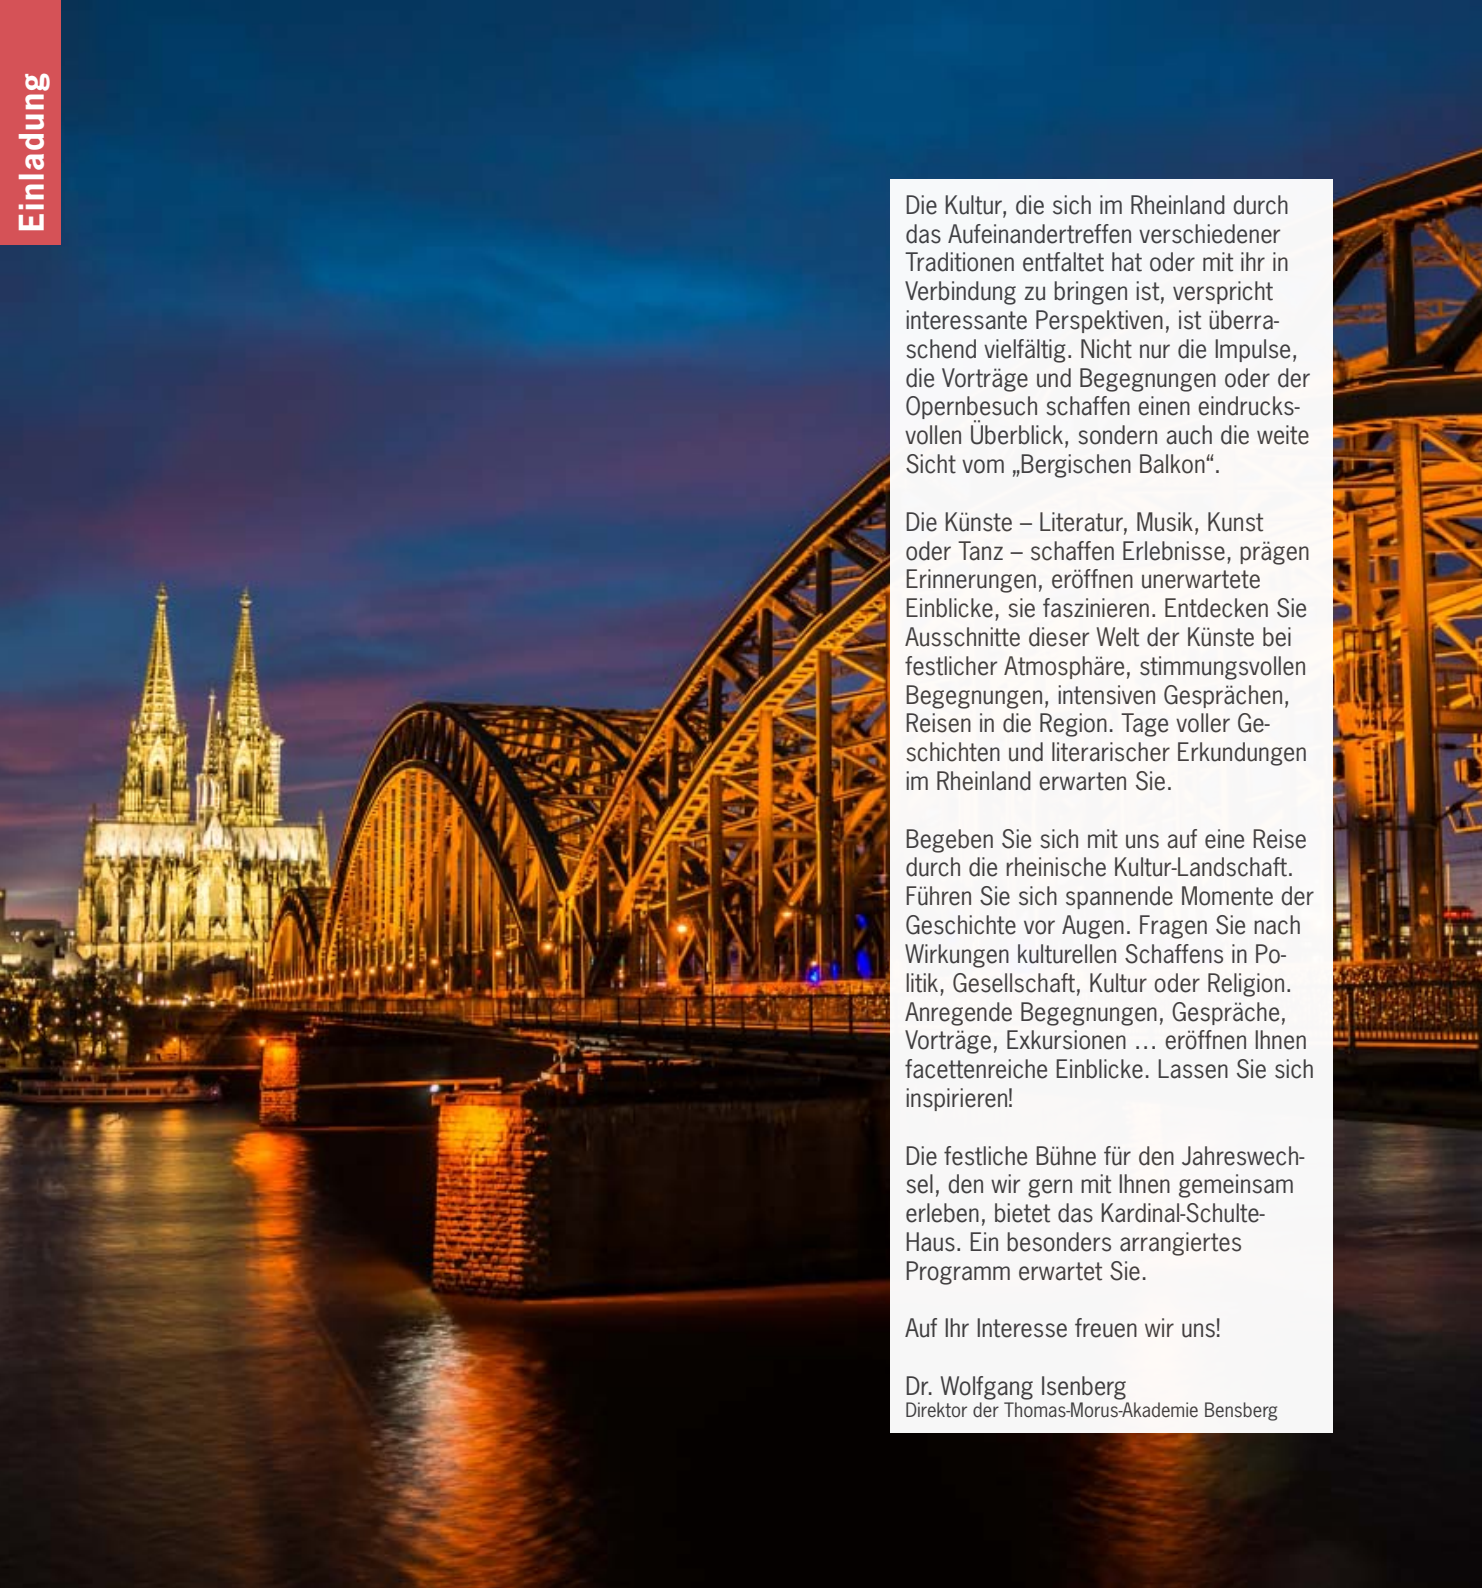 Einladung
Die Kultur, die sich im Rheinland durch
das Aufeinandertreffen verschiedener
Traditionen entfaltet hat oder mit ihr in
Verbindung zu bringen ist, verspricht
interessante Perspektiven, ist überra-
schend vielfältig. Nicht nur die Impulse,
die Vorträge und Begegnungen oder der
Opernbesuch schaffen einen eindrucks-
vollen Überblick, sondern auch die weite
Sicht vom „Bergischen Balkon“.
Die Künste – Literatur, Musik, Kunst
oder Tanz – schaffen Erlebnisse, prägen
Erinnerungen, eröffnen unerwartete
Einblicke, sie faszinieren. Entdecken Sie
Ausschnitte dieser Welt der Künste bei
festlicher Atmosphäre, stimmungsvollen
Begegnungen, intensiven Gesprächen,
Reisen in die Region. Tage voller Ge-
schichten und literarischer Erkundungen
im Rheinland erwarten Sie.
Begeben Sie sich mit uns auf eine Reise
durch die rheinische Kultur-Landschaft.
Führen Sie sich spannende Momente der
Geschichte vor Augen. Fragen Sie nach
Wirkungen kulturellen Schaffens in Po-
litik, Gesellschaft, Kultur oder Religion.
Anregende Begegnungen, Gespräche,
Vorträge, Exkursionen … eröffnen Ihnen
facettenreiche Einblicke. Lassen Sie sich
inspirieren!
Die festliche Bühne für den Jahreswech-
sel, den wir gern mit Ihnen gemeinsam
erleben, bietet das Kardinal-Schulte-
Haus. Ein besonders arrangiertes
Programm erwartet Sie.
Auf Ihr Interesse freuen wir uns!
Dr. Wolfgang Isenberg
Direktor der Thomas-Morus-Akademie Bensberg